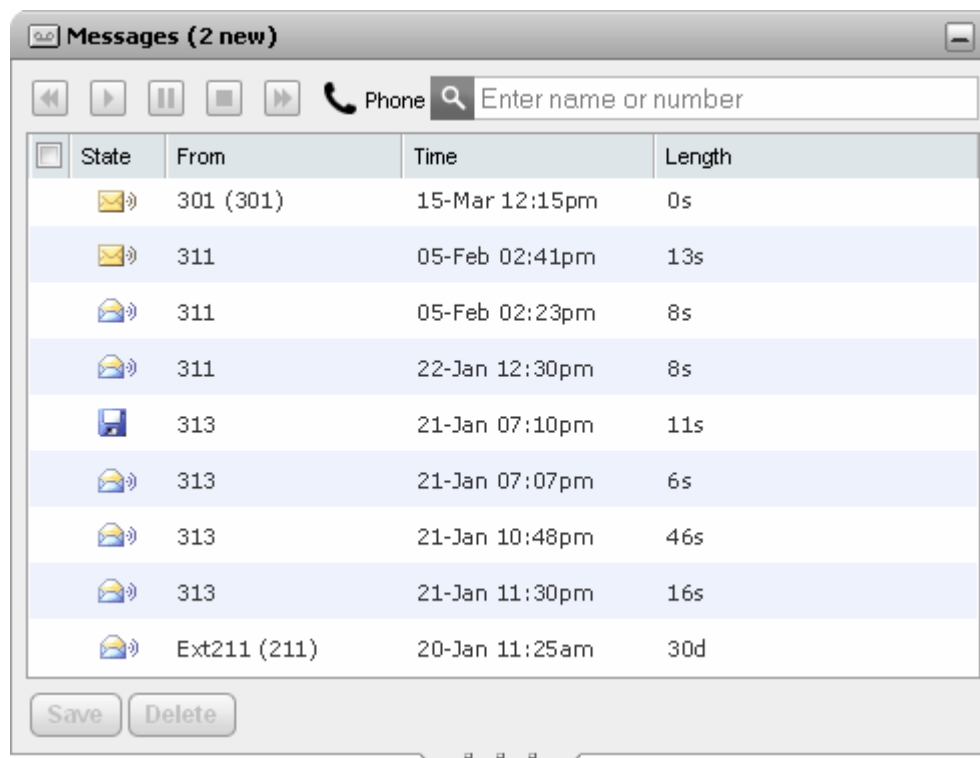 Messages (2 new)
Phone Enter name or number
State From Time Length
301 (301) 15-Mar 12:15pm 0s
311 05-Feb 02:41pm 13s
311 05-Feb 02:23pm 8s
311 22-Jan 12:30pm 8s
313 21-Jan 07:10pm 11s
313 21-Jan 07:07pm 6s
313 21-Jan 10:48pm 46s
313 21-Jan 11:30pm 16s
Ext211 (211) 20-Jan 11:25am 30d
Save Delete